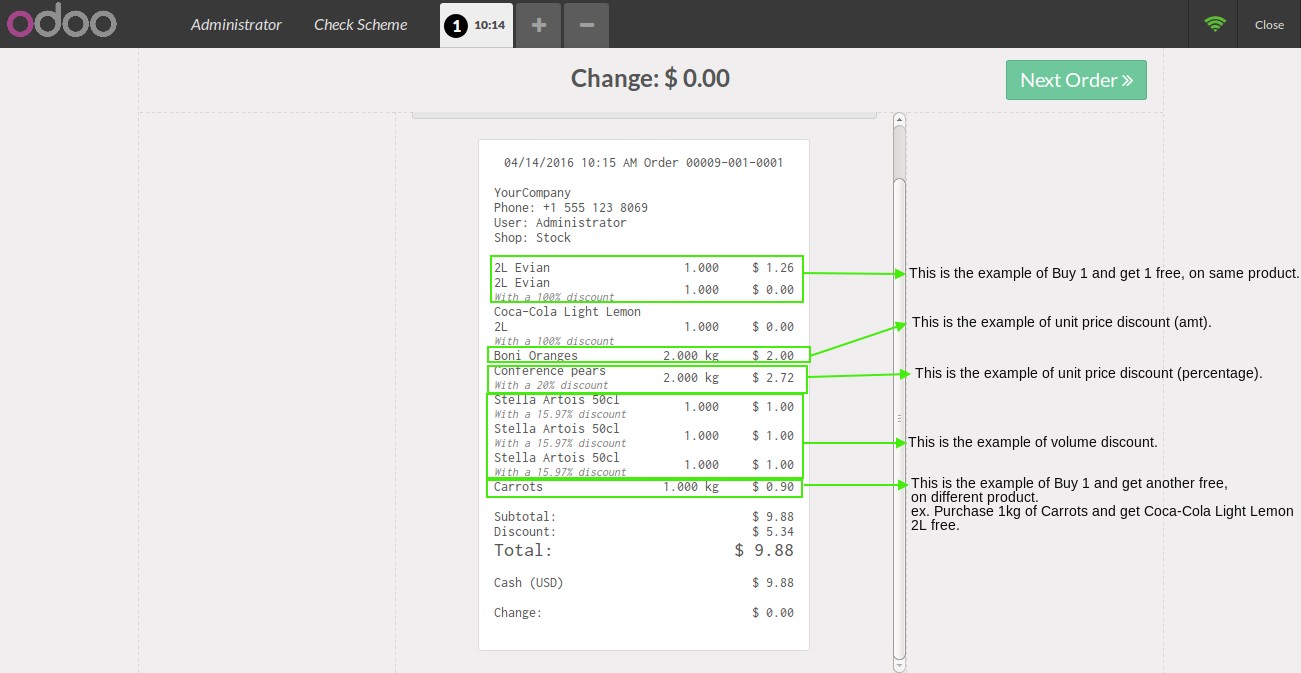 odoo Administrator Check Scheme 1 10:14 + − Close
Change: $ 0.00 Next Order »
04/14/2016 10:15 AM Order 00009-001-0001
YourCompany
Phone: +1 555 123 8069
User: Administrator
Shop: Stock
2L Evian 1.000 $ 1.26
2L Evian 1.000 $ 0.00
With a 100% discount
Coca-Cola Light Lemon
2L 1.000 $ 0.00
With a 100% discount
Boni Oranges 2.000 kg $ 2.00
Conference pears 2.000 kg $ 2.72
With a 20% discount
Stella Artois 50cl 1.000 $ 1.00
With a 15.97% discount
Stella Artois 50cl 1.000 $ 1.00
With a 15.97% discount
Stella Artois 50cl 1.000 $ 1.00
With a 15.97% discount
Carrots 1.000 kg $ 0.90
Subtotal: $ 9.88
Discount: $ 5.34
Total: $ 9.88
Cash (USD) $ 9.88
Change: $ 0.00
This is the example of Buy 1 and get 1 free, on same product.
This is the example of unit price discount (amt).
This is the example of unit price discount (percentage).
This is the example of volume discount.
This is the example of Buy 1 and get another free,
on different product.
ex. Purchase 1kg of Carrots and get Coca-Cola Light Lemon
2L free.